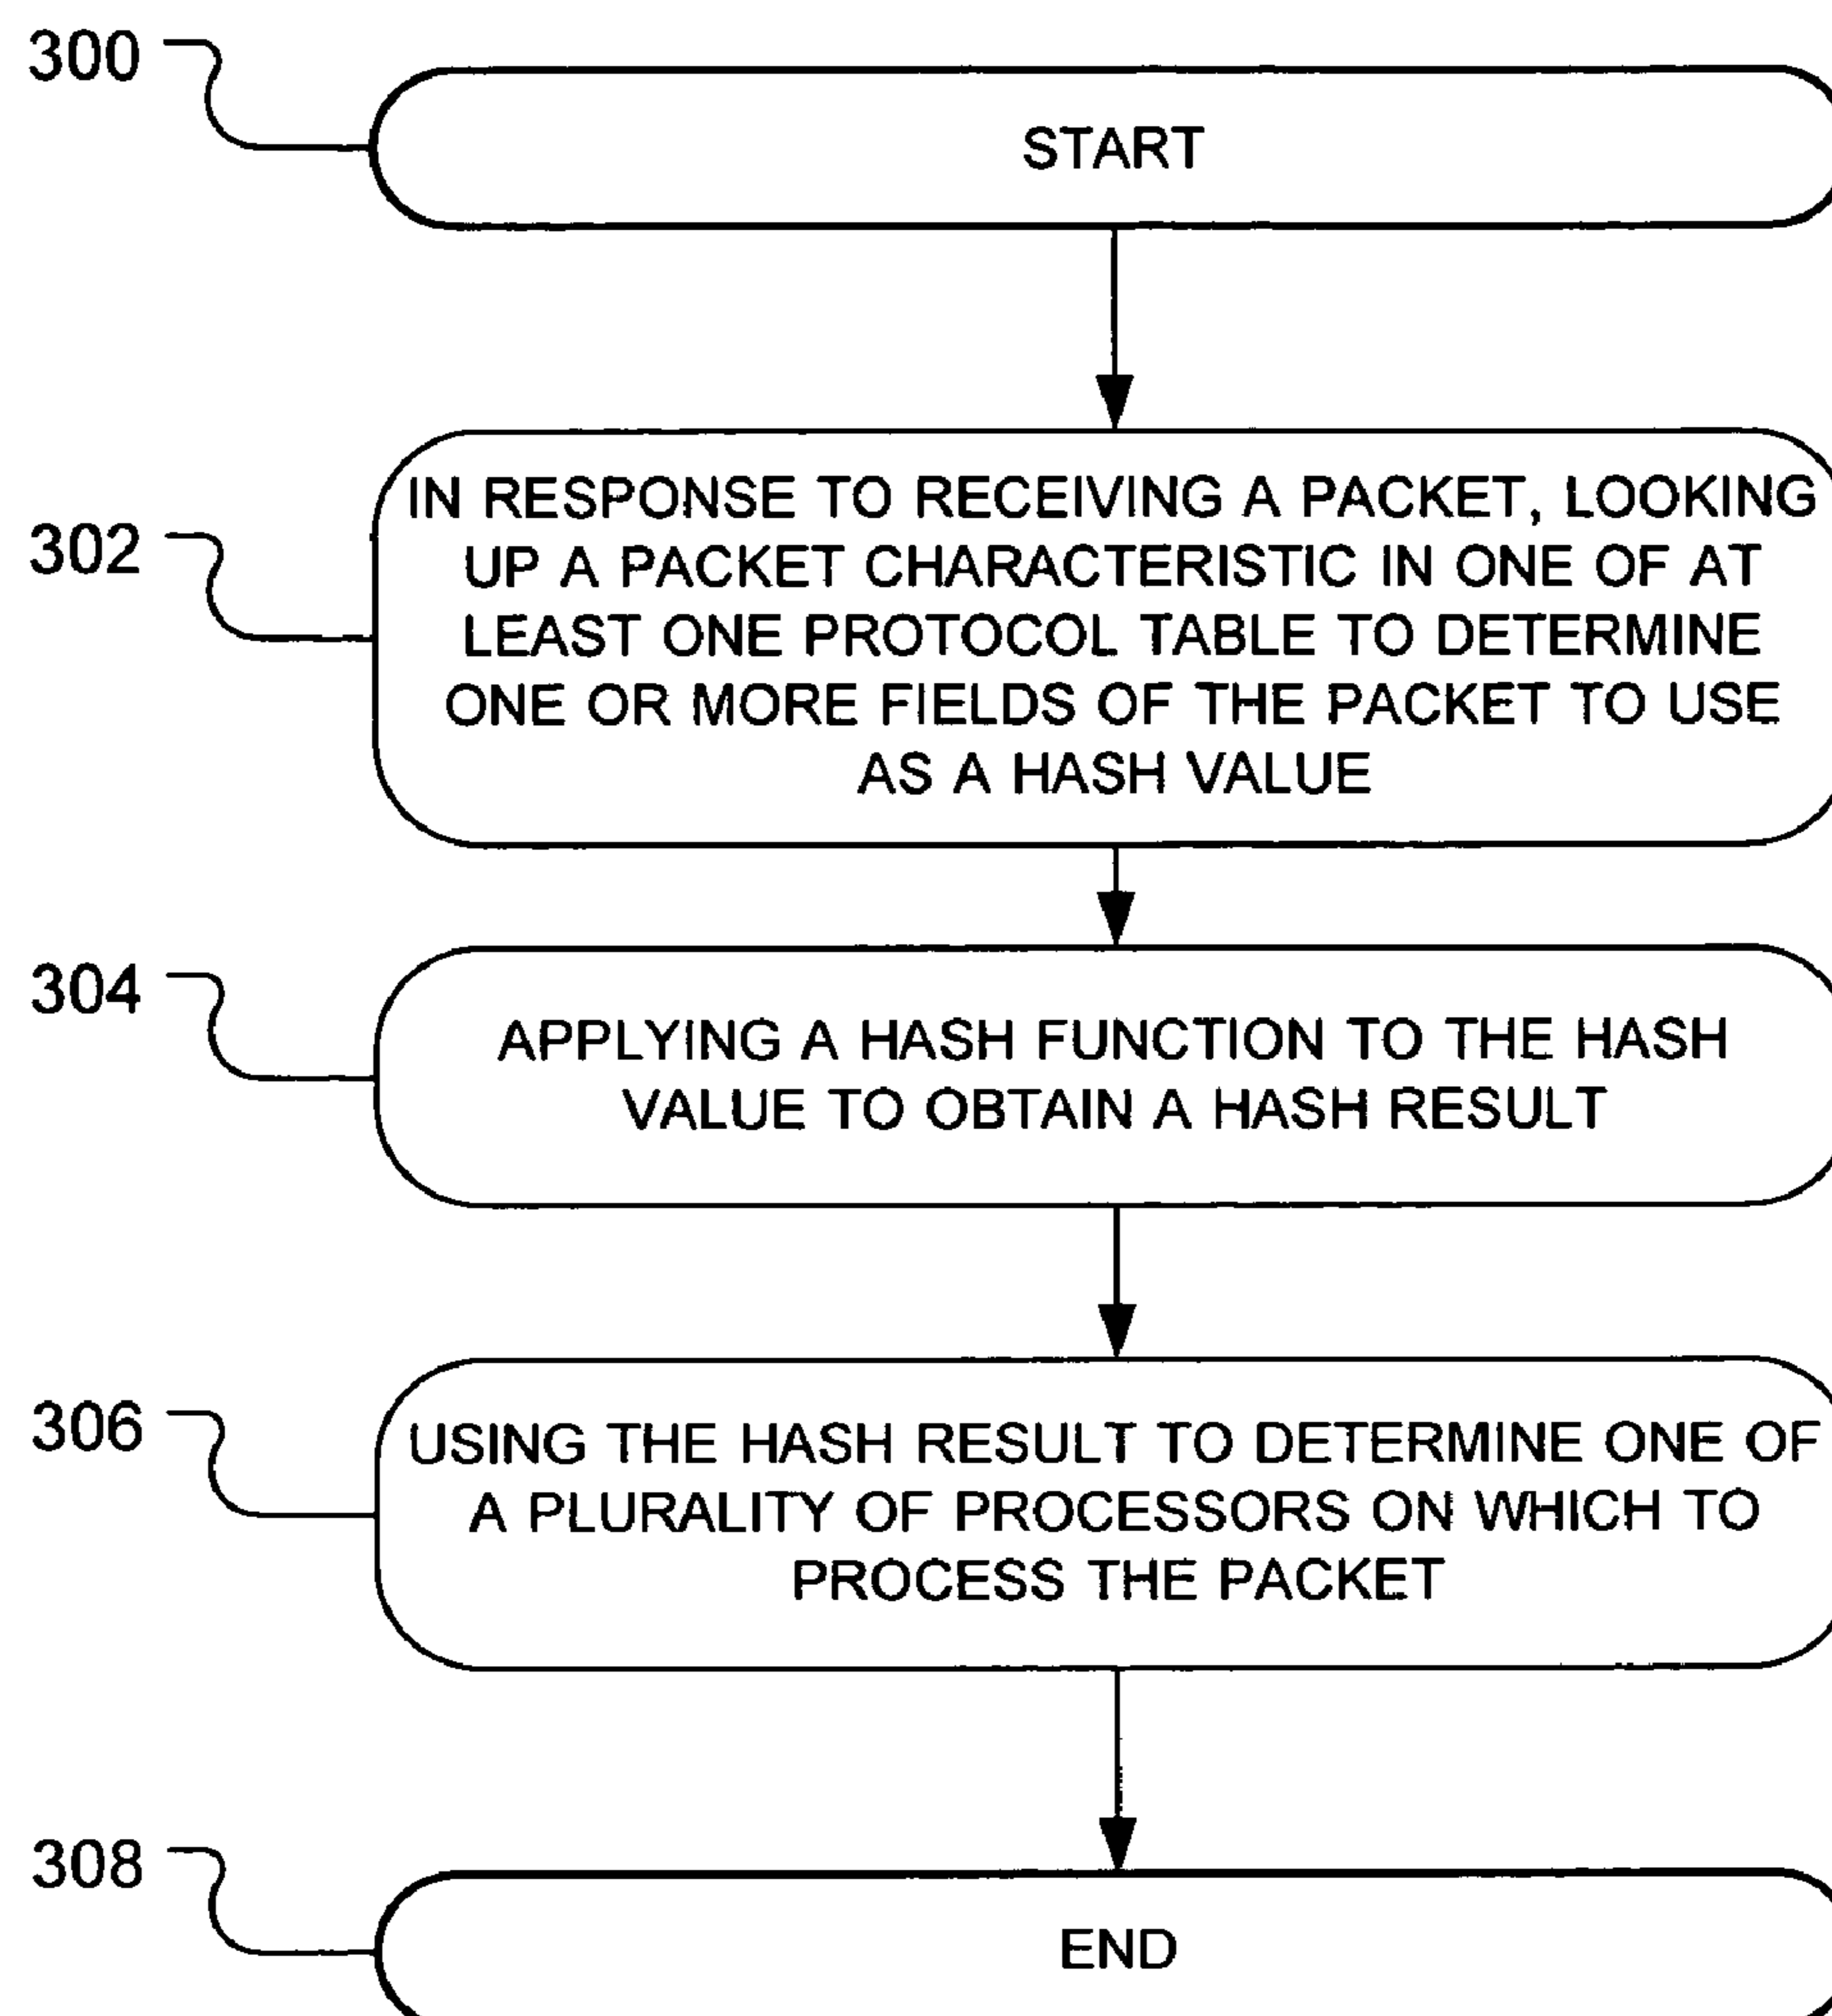 300
START
302
IN RESPONSE TO RECEIVING A PACKET, LOOKING
UP A PACKET CHARACTERISTIC IN ONE OF AT
LEAST ONE PROTOCOL TABLE TO DETERMINE
ONE OR MORE FIELDS OF THE PACKET TO USE
AS A HASH VALUE
304
APPLYING A HASH FUNCTION TO THE HASH
VALUE TO OBTAIN A HASH RESULT
306
USING THE HASH RESULT TO DETERMINE ONE OF
A PLURALITY OF PROCESSORS ON WHICH TO
PROCESS THE PACKET
308
END